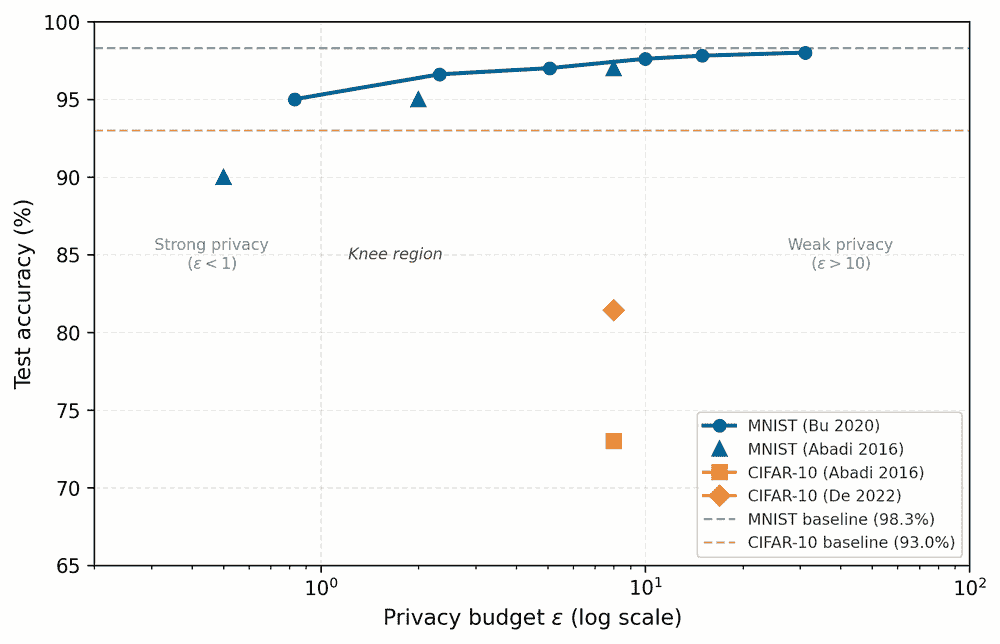 100
95
90
85
80
75
70
65
Test accuracy (%)
Strong privacy
(ε < 1)
Knee region
Weak privacy
(ε > 10)
MNIST (Bu 2020)
MNIST (Abadi 2016)
CIFAR-10 (Abadi 2016)
CIFAR-10 (De 2022)
MNIST baseline (98.3%)
CIFAR-10 baseline (93.0%)
10⁰
10¹
10²
Privacy budget ε (log scale)